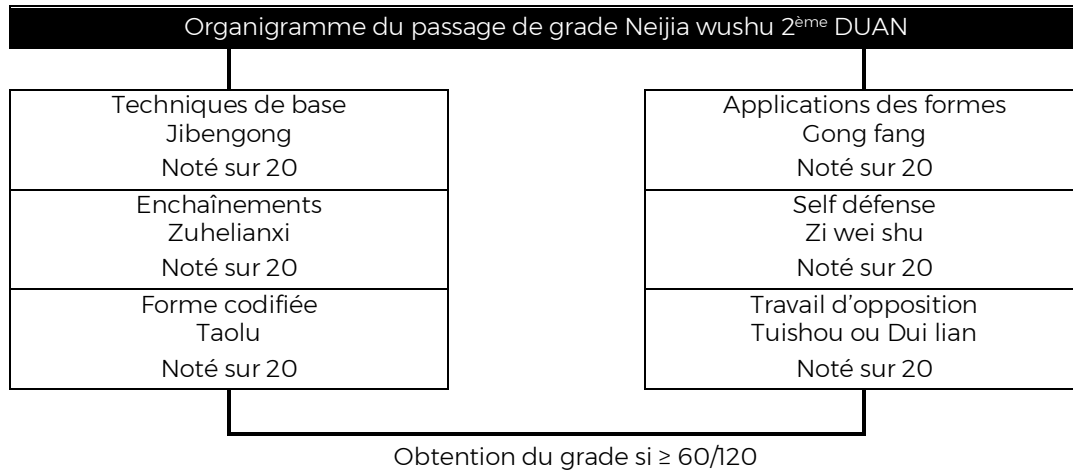 Organigramme du passage de grade Neijia wushu 2ème DUAN
Techniques de base
Jibengong
Noté sur 20
Enchaînements
Zuhelianxi
Noté sur 20
Forme codifiée
Taolu
Noté sur 20
Applications des formes
Gong fang
Noté sur 20
Self défense
Zi wei shu
Noté sur 20
Travail d'opposition
Tuishou ou Dui lian
Noté sur 20
Obtention du grade si ≥ 60/120